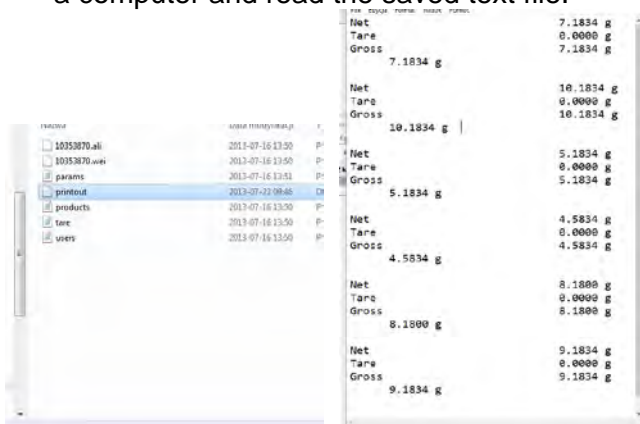 a computer and read the saved text file.
Nazwa Data modyfikacji
10353870.ali 2013-07-16 13:50
10353870.wei 2013-07-16 13:50
params 2013-07-16 13:51
printout 2013-07-23 08:46
products 2013-07-16 13:50
tare 2013-07-16 13:50
users 2013-07-16 13:50
Plik Edycja Format Widok Pomoc
Net 7.1834 g
Tare 0.0000 g
Gross 7.1834 g
7.1834 g
Net 10.1834 g
Tare 0.0000 g
Gross 10.1834 g
10.1834 g
Net 5.1834 g
Tare 0.0000 g
Gross 5.1834 g
5.1834 g
Net 4.5834 g
Tare 0.0000 g
Gross 4.5834 g
4.5834 g
Net 8.1800 g
Tare 0.0000 g
Gross 8.1800 g
8.1800 g
Net 9.1834 g
Tare 0.0000 g
Gross 9.1834 g
9.1834 g